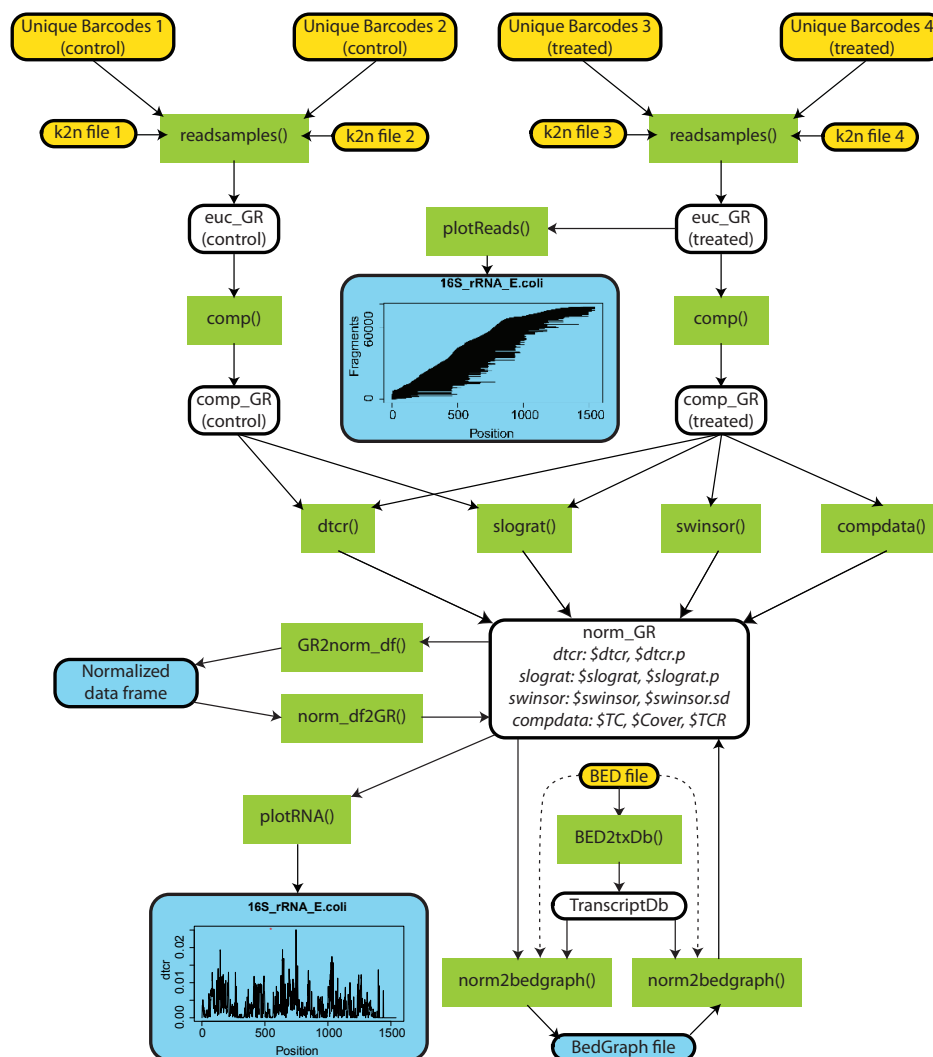 Unique Barcodes 1
(control)
Unique Barcodes 2
(control)
Unique Barcodes 3
(treated)
Unique Barcodes 4
(treated)
k2n file 1
readsamples()
k2n file 2
k2n file 3
readsamples()
k2n file 4
euc_GR
(control)
plotReads()
euc_GR
(treated)
comp()
16S_rRNA_E.coli
Fragments
0
60000
0
500
1000
1500
Position
comp()
comp_GR
(control)
comp_GR
(treated)
dtcr()
slograt()
swinsor()
compdata()
GR2norm_df()
Normalized
data frame
norm_df2GR()
norm_GR
dtcr: $dtcr, $dtcr.p
slograt: $slograt, $slograt.p
swinsor: $swinsor, $swinsor.sd
compdata: $TC, $Cover, $TCR
plotRNA()
BED file
BED2txDb()
TranscriptDb
16S_rRNA_E.coli
dtcr
0.00
0.01
0.02
0
500
1000
1500
Position
norm2bedgraph()
norm2bedgraph()
BedGraph file